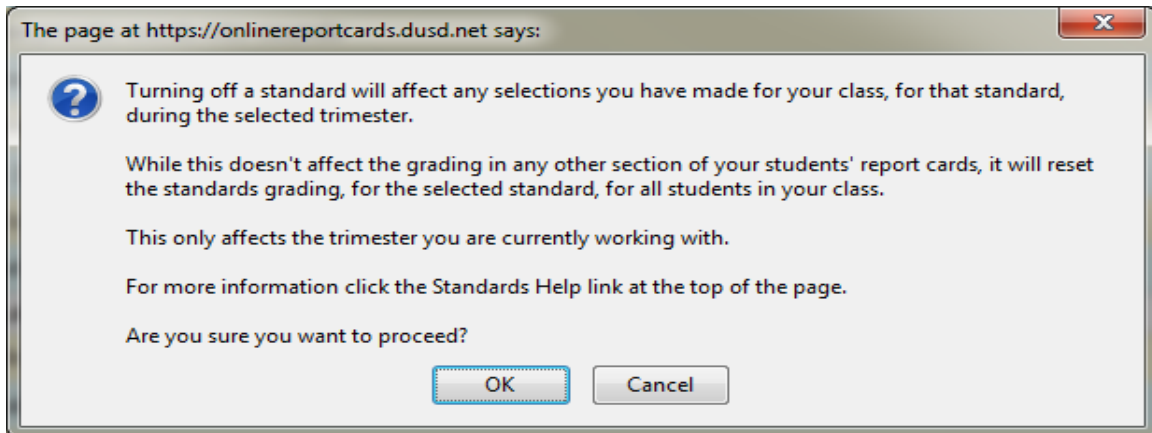 The page at https://onlinereportcards.dusd.net says:
Turning off a standard will affect any selections you have made for your class, for that standard,
during the selected trimester.
While this doesn't affect the grading in any other section of your students' report cards, it will reset
the standards grading, for the selected standard, for all students in your class.
This only affects the trimester you are currently working with.
For more information click the Standards Help link at the top of the page.
Are you sure you want to proceed?
OK Cancel